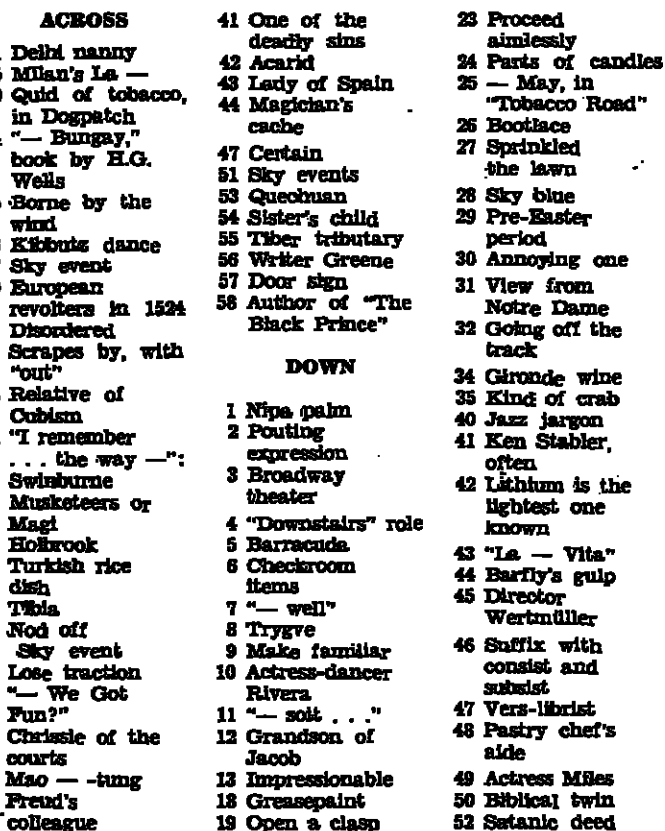 ACROSS
Delhi nanny
Milan's La —
Quid of tobacco,
in Dogpatch
"— Bungay,"
book by H.G.
Wells
Borne by the
wind
Kibbutz dance
Sky event
European
revolters in 1524
Disordered
Scrapes by, with
"out"
Relative of
Cubism
"I remember
. . . the way —":
Swinburne
Musketeers or
Magi
Holbrook
Turkish rice
dish
Tibia
Nod off
Sky event
Lose traction
"— We Got
Fun?"
Chrissie of the
courts
Mao — -tung
Freud's
colleague
41 One of the
deadly sins
42 Acarid
43 Lady of Spain
44 Magician's
cache
47 Certain
51 Sky events
53 Quechuan
54 Sister's child
55 Tiber tributary
56 Writer Greene
57 Door sign
58 Author of "The
Black Prince"
DOWN
1 Nipa palm
2 Pouting
expression
3 Broadway
theater
4 "Downstairs" role
5 Barracuda
6 Checkroom
items
7 "— well"
8 Trygve
9 Make familiar
10 Actress-dancer
Rivera
11 "— soit . . ."
12 Grandson of
Jacob
13 Impressionable
18 Greasepaint
19 Open a clasp
23 Proceed
aimlessly
24 Parts of candles
25 — May, in
"Tobacco Road"
26 Bootlace
27 Sprinkled
the lawn
28 Sky blue
29 Pre-Easter
period
30 Annoying one
31 View from
Notre Dame
32 Going off the
track
34 Gironde wine
35 Kind of crab
40 Jazz jargon
41 Ken Stabler,
often
42 Lithium is the
lightest one
known
43 "La — Vita"
44 Barfly's gulp
45 Director
Wertmüller
46 Suffix with
consist and
subsist
47 Vers-librist
48 Pastry chef's
aide
49 Actress Miles
50 Biblical twin
52 Satanic deed